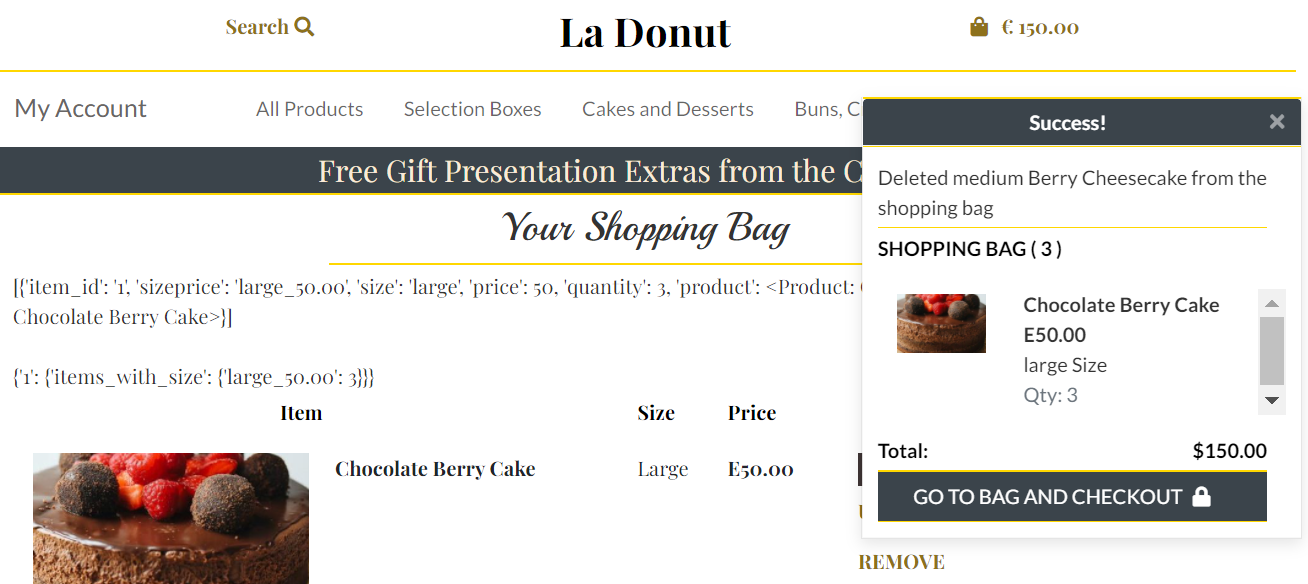 Search
La Donut
€ 150.00
My Account
All Products
Selection Boxes
Cakes and Desserts
Buns, C
Free Gift Presentation Extras from the C
Your Shopping Bag
[{'item_id': '1', 'sizeprice': 'large_50.00', 'size': 'large', 'price': 50, 'quantity': 3, 'product': <Product:
Chocolate Berry Cake>}]
{'1': {'items_with_size': {'large_50.00': 3}}}
Item
Size
Price
Chocolate Berry Cake
Large
E50.00
REMOVE
Success!
×
Deleted medium Berry Cheesecake from the
shopping bag
SHOPPING BAG ( 3 )
Chocolate Berry Cake
E50.00
large Size
Qty: 3
Total:
$150.00
GO TO BAG AND CHECKOUT